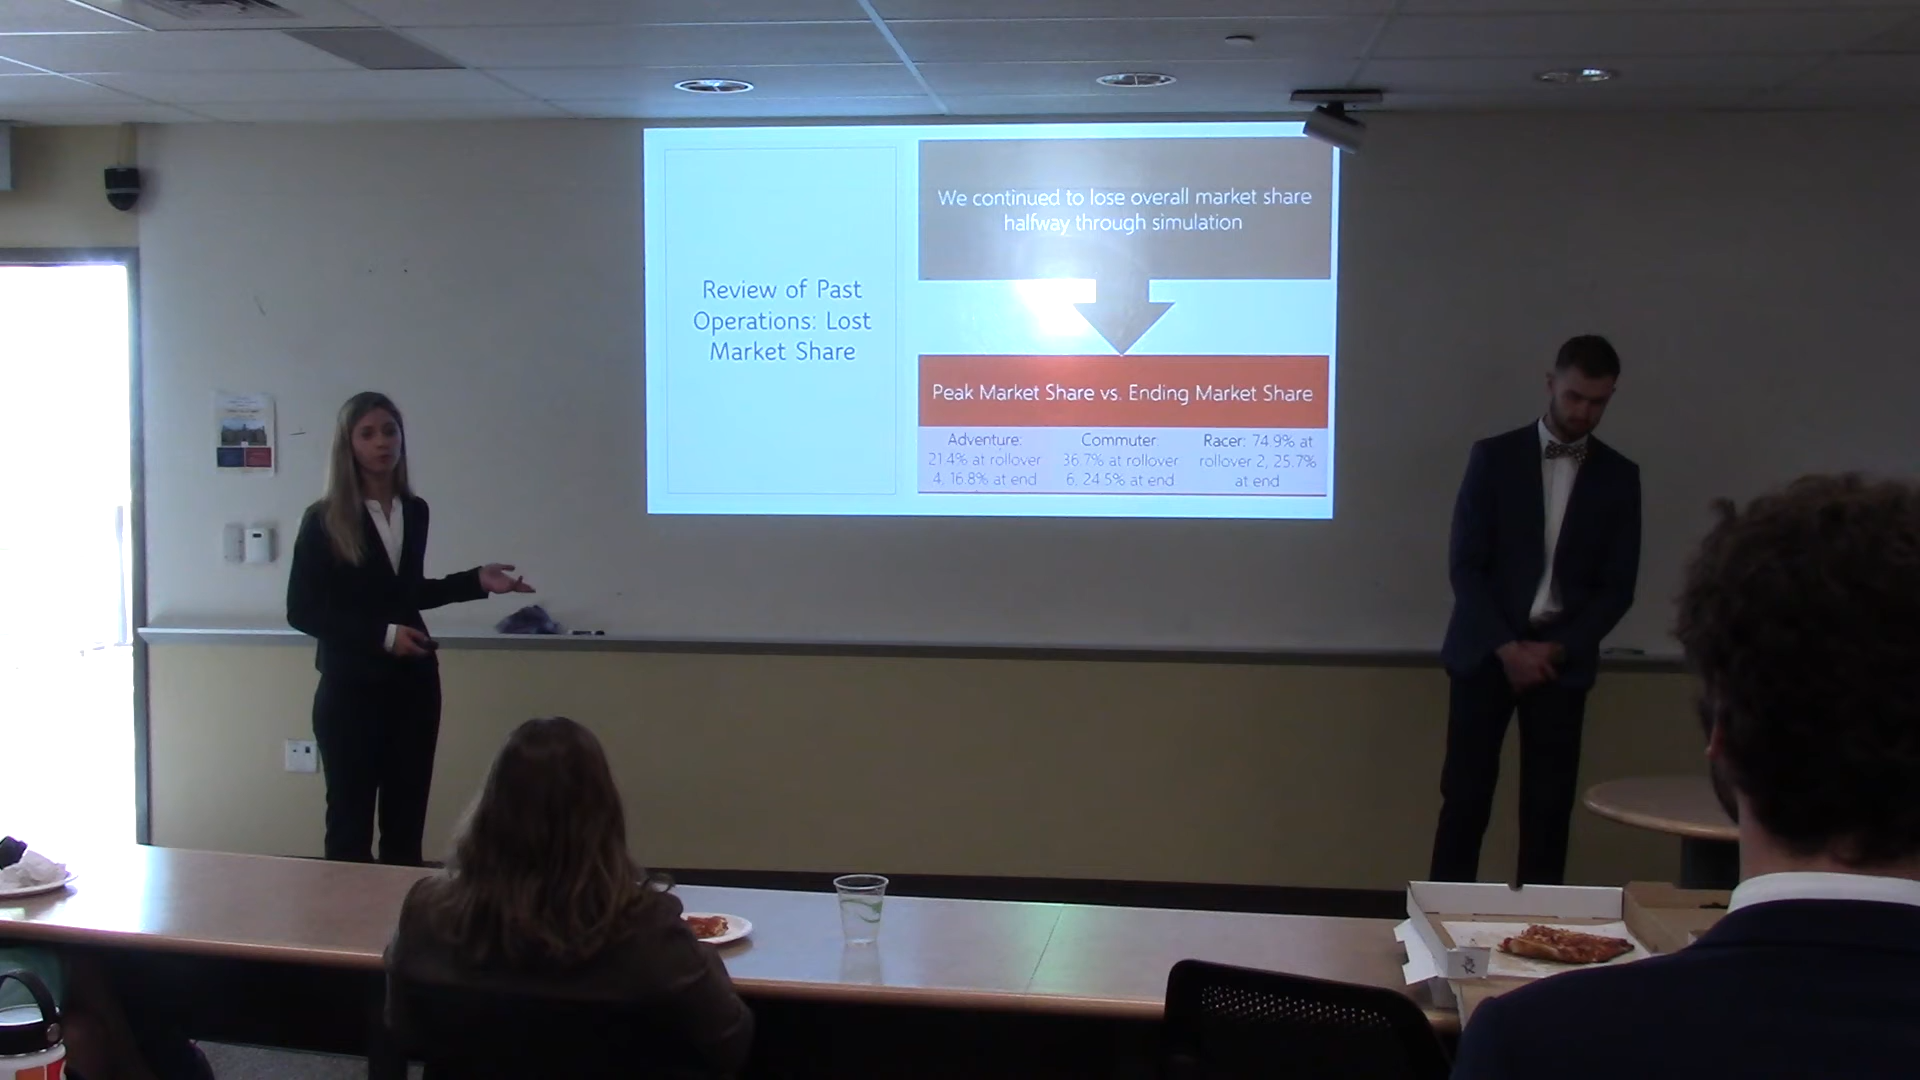 Review of Past
Operations: Lost
Market Share
We continued to lose overall market share
halfway through simulation
Peak Market Share vs. Ending Market Share
Adventure:
21.4% at rollover
4, 16.8% at end
Commuter:
36.7% at rollover
6, 24.5% at end
Racer: 74.9% at
rollover 2, 25.7%
at end